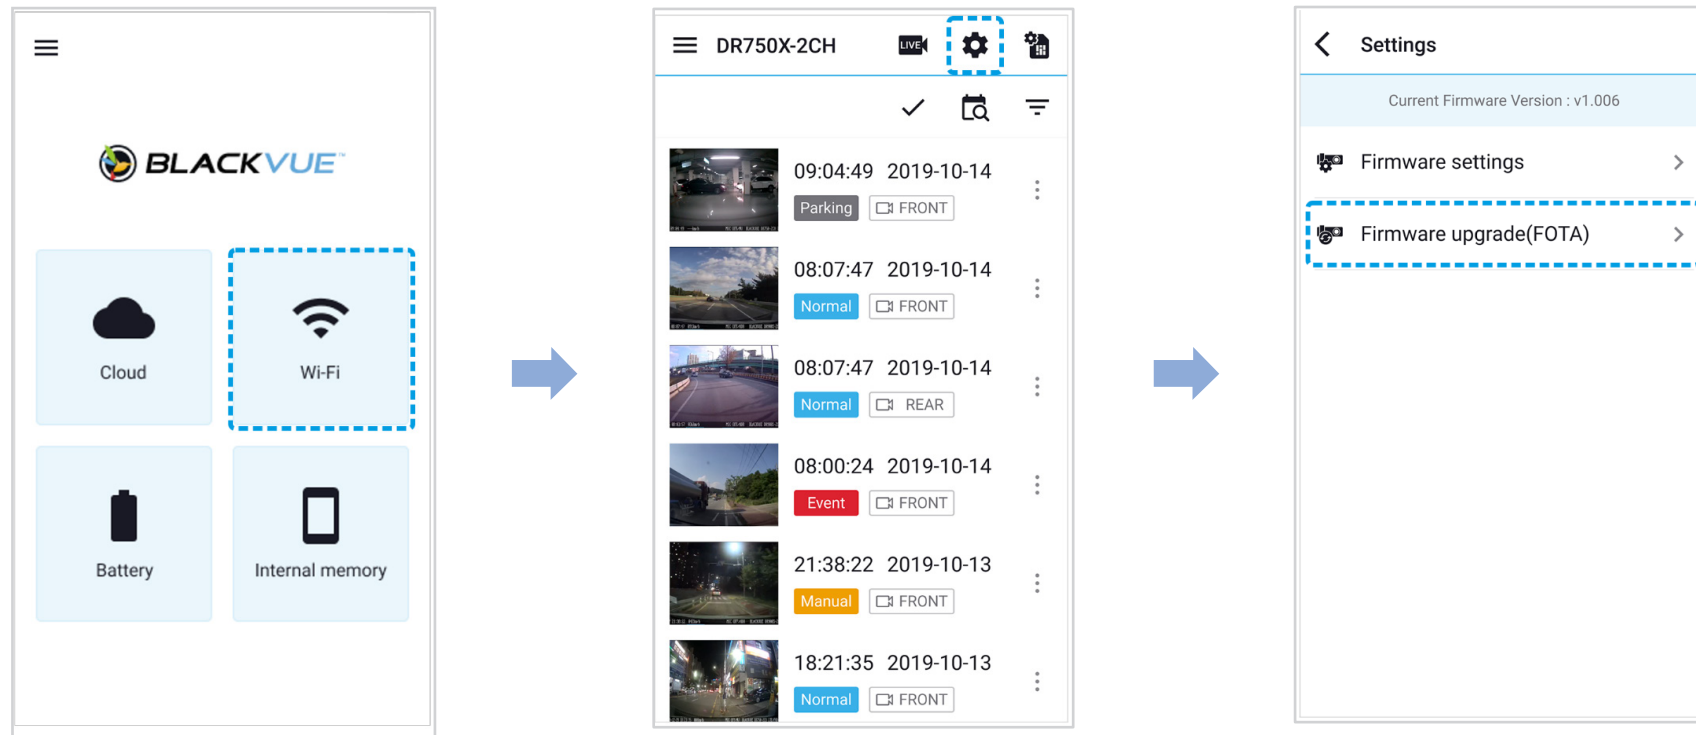 BLACKVUE
Cloud
Wi-Fi
Battery
Internal memory
DR750X-2CH
LIVE
09:04:49 2019-10-14
Parking FRONT
08:07:47 2019-10-14
Normal FRONT
08:07:47 2019-10-14
Normal REAR
08:00:24 2019-10-14
Event FRONT
21:38:22 2019-10-13
Manual FRONT
18:21:35 2019-10-13
Normal FRONT
Settings
Current Firmware Version : v1.006
Firmware settings
Firmware upgrade(FOTA)